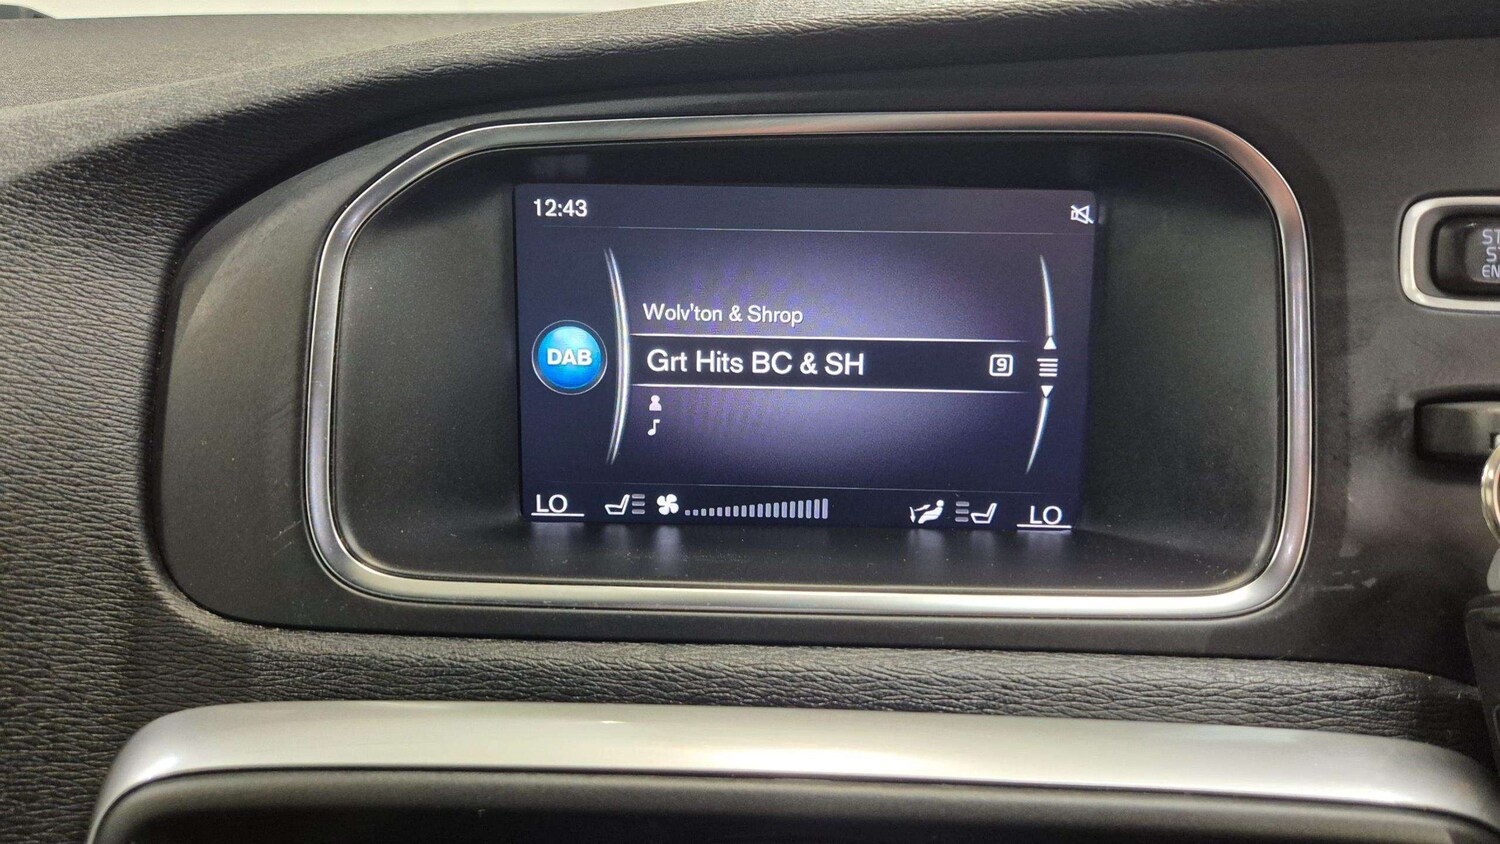 12:43
Wolv'ton & Shrop
DAB
Grt Hits BC & SH
9
LO
LO